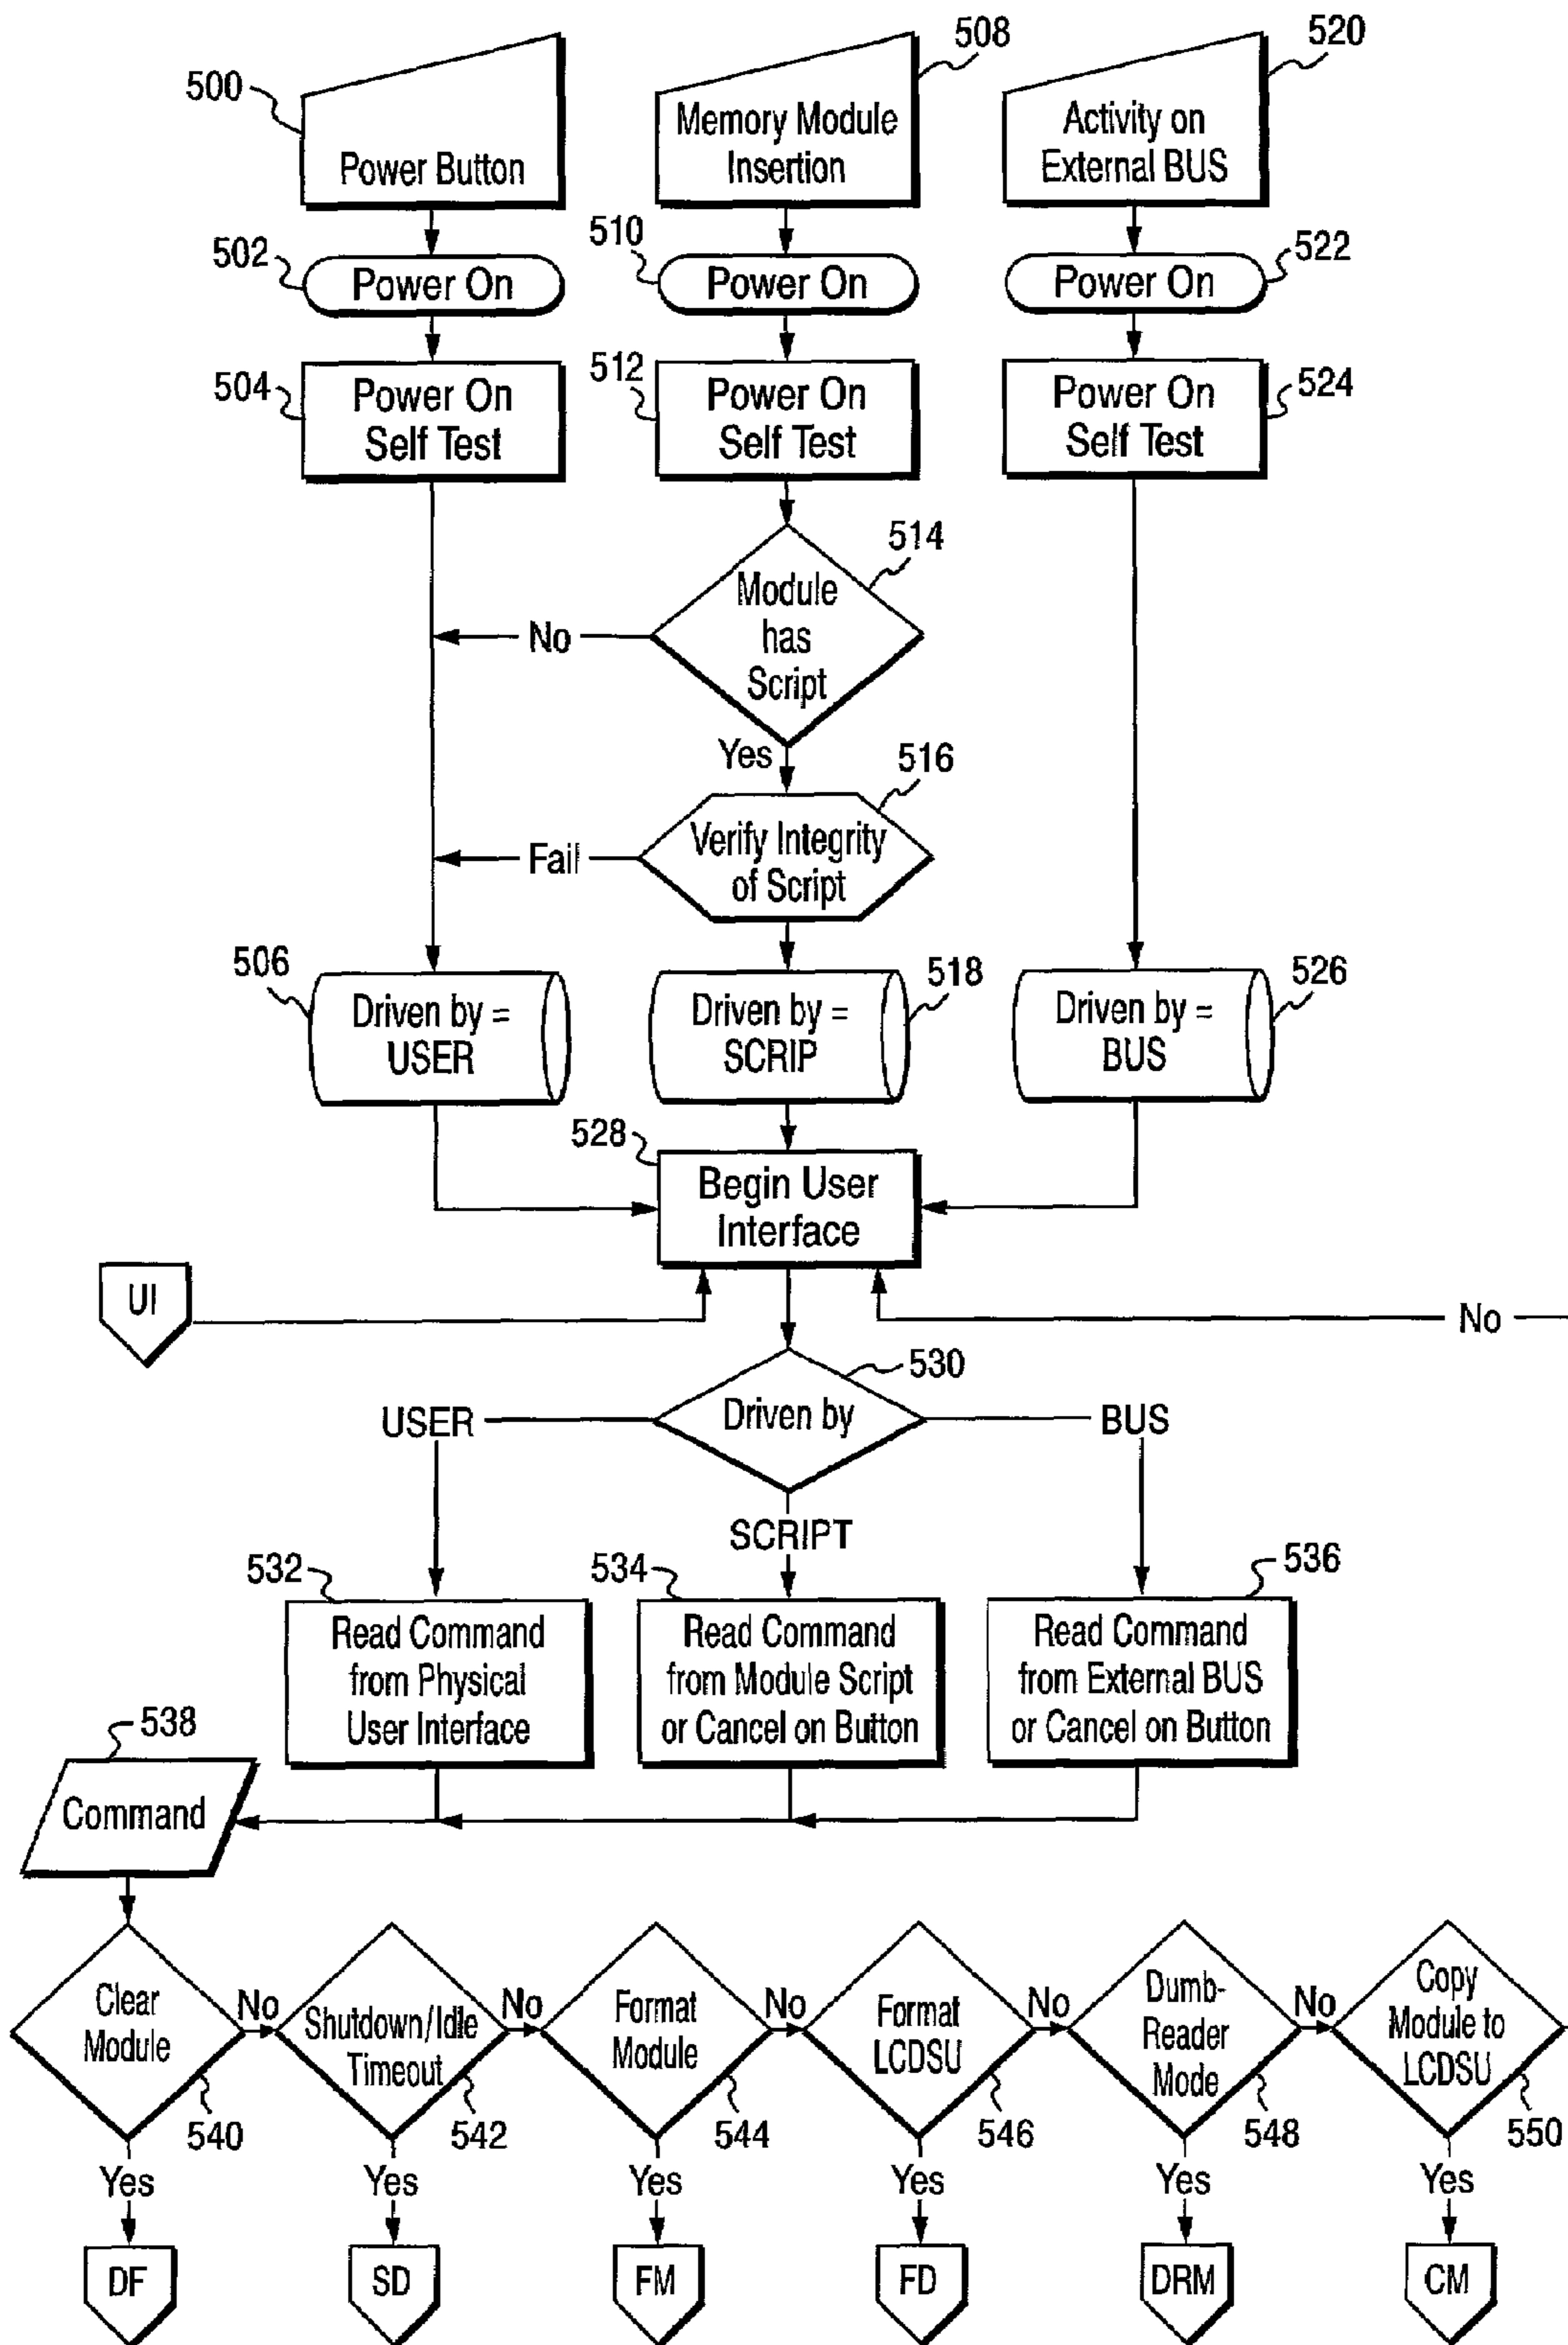 500
Power Button
508
Memory Module
Insertion
520
Activity on
External BUS
502
Power On
510
Power On
522
Power On
504
Power On
Self Test
512
Power On
Self Test
524
Power On
Self Test
514
Module
has
Script
No
Yes
516
Verify Integrity
of Script
Fail
506
Driven by =
USER
518
Driven by =
SCRIP
526
Driven by =
BUS
528
Begin User
Interface
UI
No
530
Driven by
USER
BUS
SCRIPT
532
Read Command
from Physical
User Interface
534
Read Command
from Module Script
or Cancel on Button
536
Read Command
from External BUS
or Cancel on Button
538
Command
Clear
Module
540
No
Shutdown/Idle
Timeout
542
No
Format
Module
544
No
Format
LCDSU
546
No
Dumb-
Reader
Mode
548
No
Copy
Module to
LCDSU
550
Yes
Yes
Yes
Yes
Yes
Yes
DF
SD
FM
FD
DRM
CM